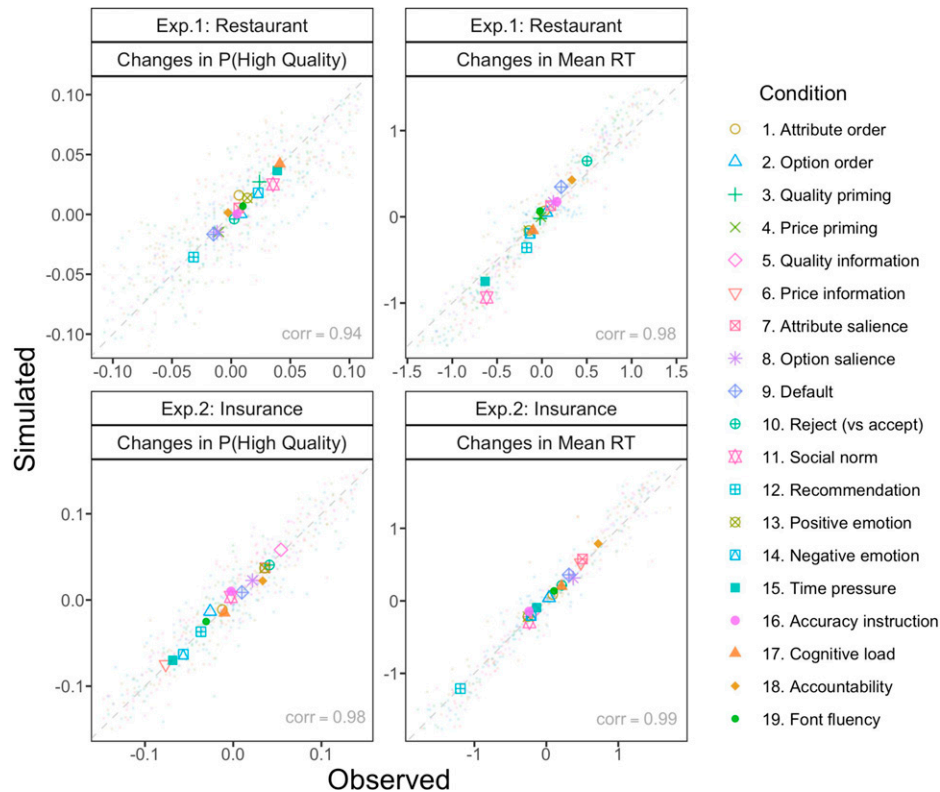 Exp.1: Restaurant
Changes in P(High Quality)
Changes in Mean RT
0.10
0.05
0.00
-0.05
-0.10
corr = 0.94
-0.10 -0.05 0.00 0.05 0.10
1
0
-1
corr = 0.98
-1.5 -1.0 -0.5 0.0 0.5 1.0 1.5
Exp.2: Insurance
Exp.2: Insurance
Changes in P(High Quality)
Changes in Mean RT
0.1
0.0
-0.1
corr = 0.98
-0.1 0.0 0.1
1
0
-1
corr = 0.99
-1 0 1
Simulated
Observed
Condition
1. Attribute order
2. Option order
3. Quality priming
4. Price priming
5. Quality information
6. Price information
7. Attribute salience
8. Option salience
9. Default
10. Reject (vs accept)
11. Social norm
12. Recommendation
13. Positive emotion
14. Negative emotion
15. Time pressure
16. Accuracy instruction
17. Cognitive load
18. Accountability
19. Font fluency